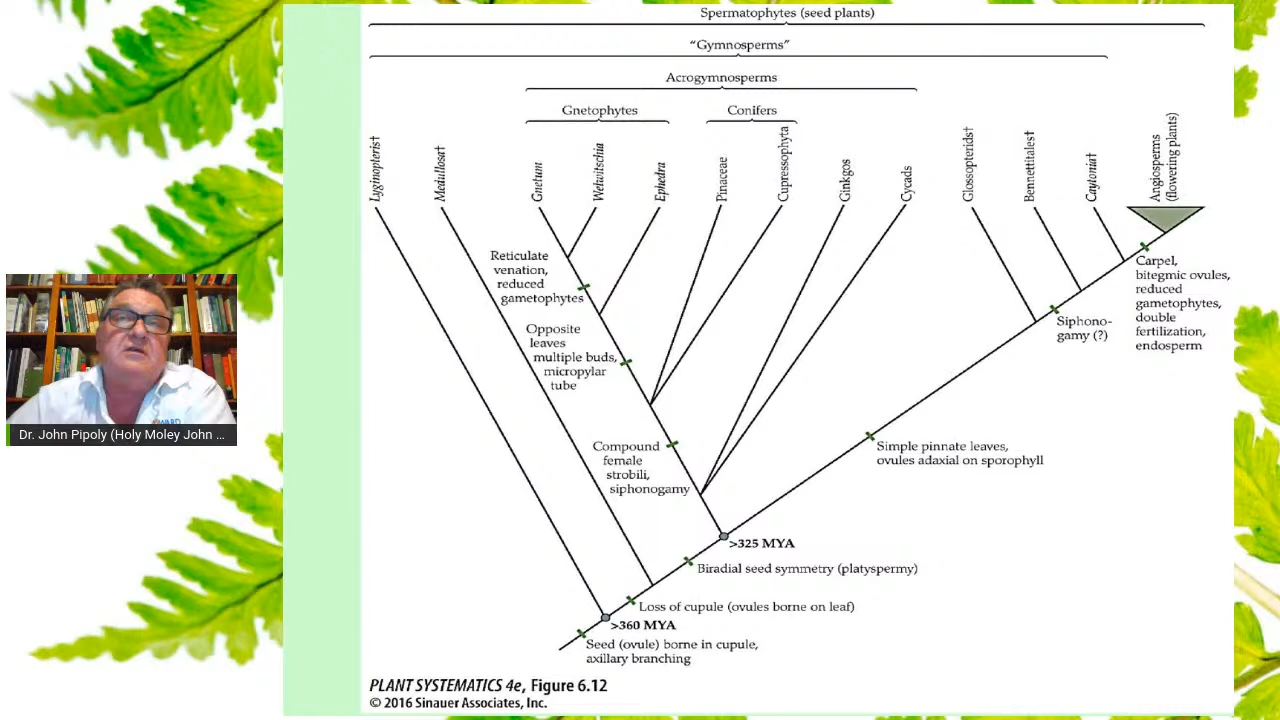 Spermatophytes (seed plants)
“Gymnosperms”
Acrogymnosperms
Gnetophytes
Conifers
Lyginopteris†
Medullosa†
Gnetum
Welwitschia
Ephedra
Pinaceae
Cupressophyta
Ginkgos
Cycads
Glossopterids†
Bennettitales†
Caytonia†
Angiosperms
(flowering plants)
Reticulate
venation,
reduced
gametophytes
Opposite
leaves
multiple buds,
micropylar
tube
Compound
female
strobili,
siphonogamy
Carpel,
bitegmic ovules,
reduced
gametophytes,
double
fertilization,
endosperm
Siphono-
gamy (?)
Simple pinnate leaves,
ovules adaxial on sporophyll
>325 MYA
Biradial seed symmetry (platyspermy)
Loss of cupule (ovules borne on leaf)
>360 MYA
Seed (ovule) borne in cupule,
axillary branching
PLANT SYSTEMATICS 4e, Figure 6.12
© 2016 Sinauer Associates, Inc.
Dr. John Pipoly (Holy Moley John ...